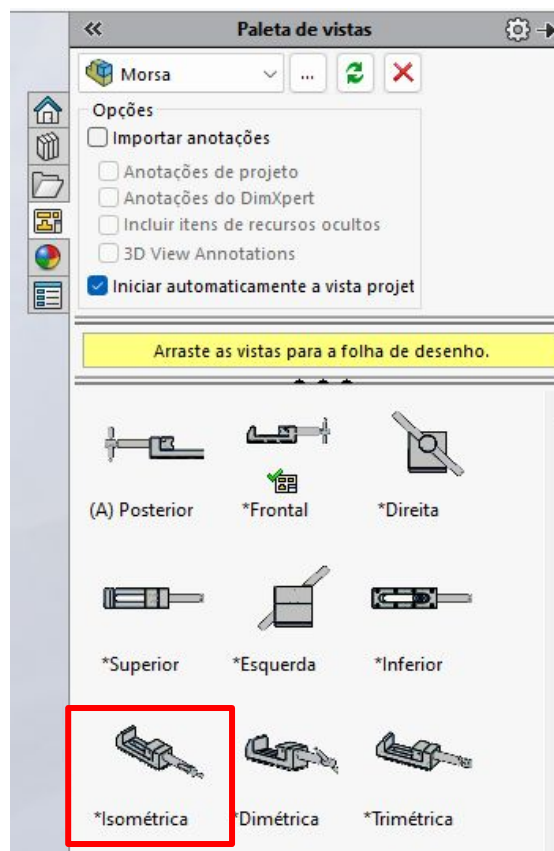 Paleta de vistas
Morsa
...
Opções
Importar anotações
Anotações de projeto
Anotações do DimXpert
Incluir itens de recursos ocultos
3D View Annotations
Iniciar automaticamente a vista projet
Arraste as vistas para a folha de desenho.
(A) Posterior *Frontal *Direita
*Superior *Esquerda *Inferior
*Isométrica *Dimétrica *Trimétrica